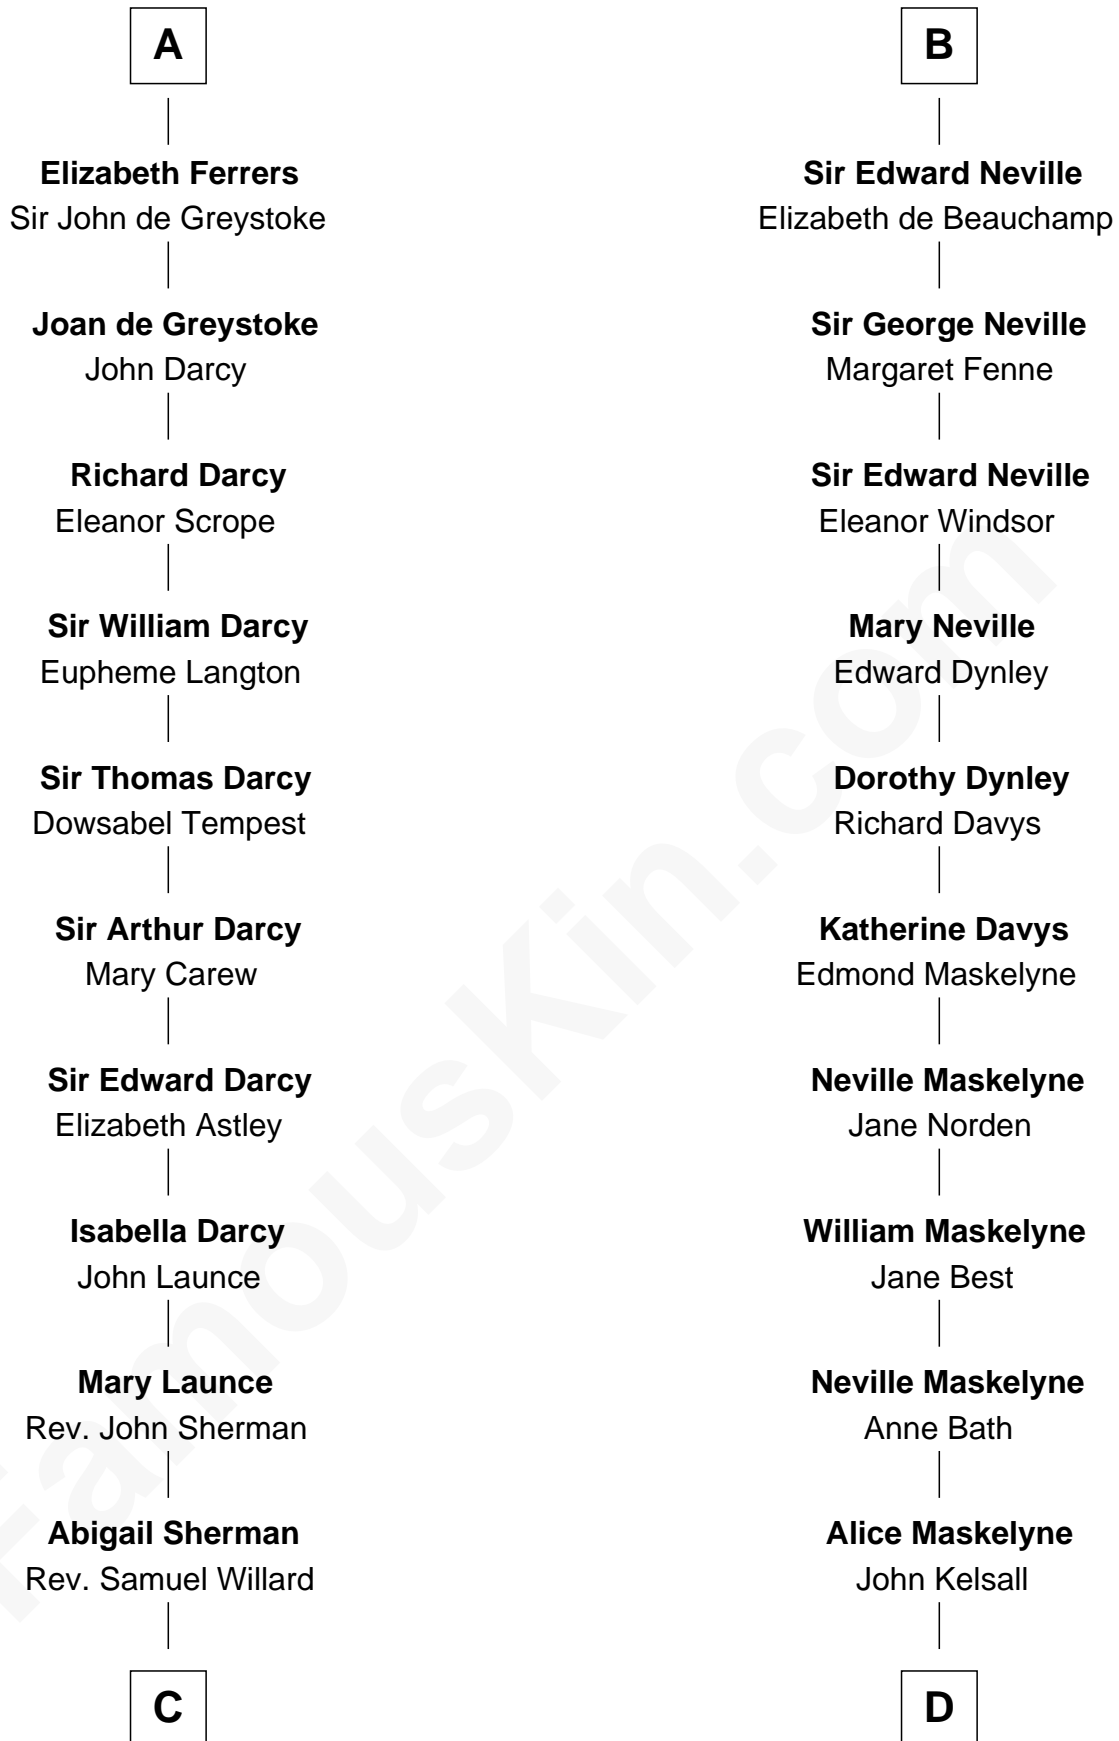 A
Elizabeth Ferrers
Sir John de Greystoke
Joan de Greystoke
John Darcy
Richard Darcy
Eleanor Scrope
Sir William Darcy
Eupheme Langton
Sir Thomas Darcy
Dowsabel Tempest
Sir Arthur Darcy
Mary Carew
Sir Edward Darcy
Elizabeth Astley
Isabella Darcy
John Launce
Mary Launce
Rev. John Sherman
Abigail Sherman
Rev. Samuel Willard
C
B
Sir Edward Neville
Elizabeth de Beauchamp
Sir George Neville
Margaret Fenne
Sir Edward Neville
Eleanor Windsor
Mary Neville
Edward Dynley
Dorothy Dynley
Richard Davys
Katherine Davys
Edmond Maskelyne
Neville Maskelyne
Jane Norden
William Maskelyne
Jane Best
Neville Maskelyne
Anne Bath
Alice Maskelyne
John Kelsall
D
FamousKin.com